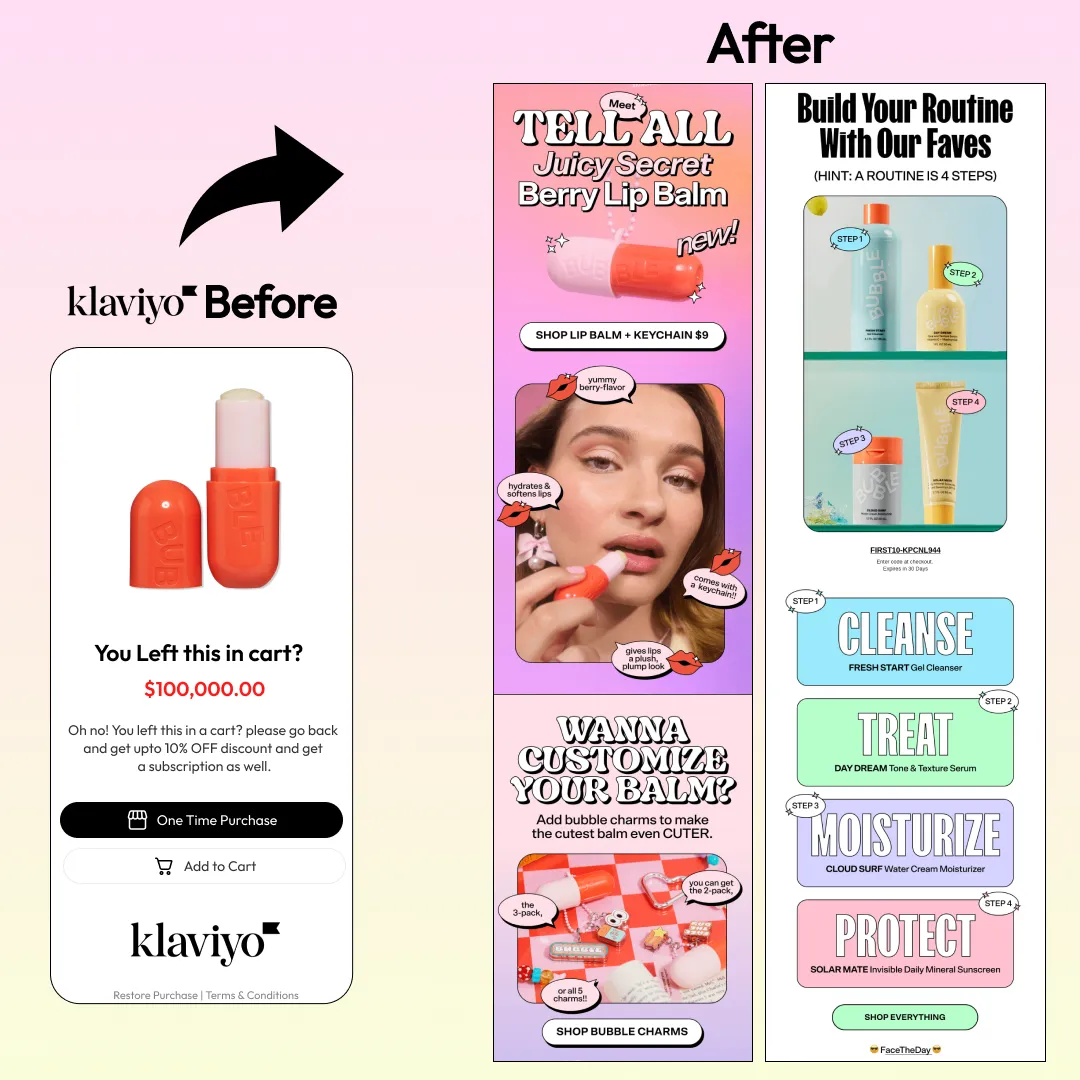 After
klaviyo Before
BUBBLE
BUB
BLE
You Left this in cart?
$100,000.00
Oh no! You left this in a cart? please go back
and get upto 10% OFF discount and get
a subscription as well.
One Time Purchase
Add to Cart
klaviyo
Restore Purchase | Terms & Conditions
Meet
TELL ALL
Juicy Secret
Berry Lip Balm
new!
BUBBLE
SHOP LIP BALM + KEYCHAIN $9
yummy
berry-flavor
hydrates &
softens lips
comes with
a keychain!!
gives lips
a plush,
plump look
WANNA
CUSTOMIZE
YOUR BALM?
Add bubble charms to make
the cutest balm even CUTER.
you can get
the 2-pack,
the
3-pack,
or all 5
charms!!
SHOP BUBBLE CHARMS
Build Your Routine
With Our Faves
(HINT: A ROUTINE IS 4 STEPS)
STEP 1
STEP 2
BUBBLE
STEP 4
STEP 3
BUBBLE
BUBBLE
FIRST10-KPCNL944
Enter code at checkout.
Expires in 30 Days
STEP 1
CLEANSE
FRESH START Gel Cleanser
STEP 2
TREAT
DAY DREAM Tone & Texture Serum
STEP 3
MOISTURIZE
CLOUD SURF Water Cream Moisturizer
STEP 4
PROTECT
SOLAR MATE Invisible Daily Mineral Sunscreen
SHOP EVERYTHING
😎 FaceTheDay 😎